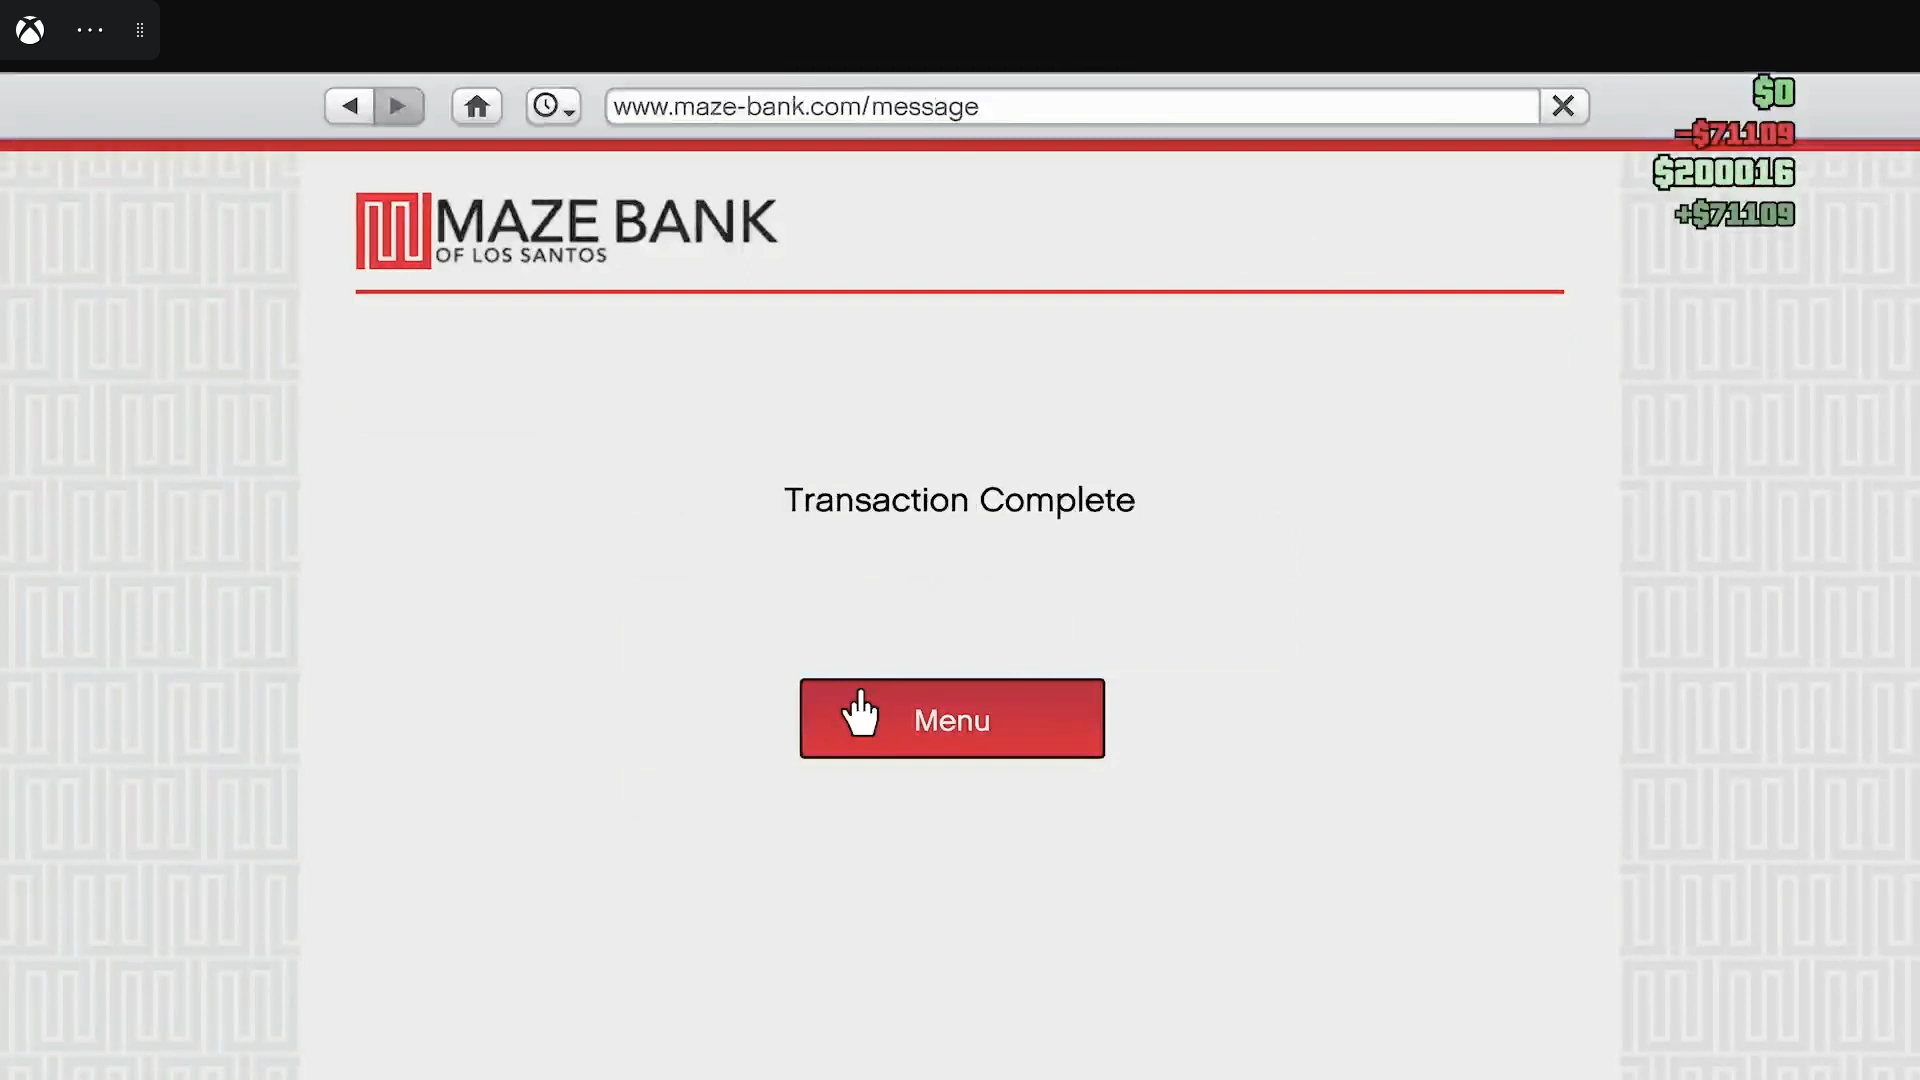 www.maze-bank.com/message
$0
-$71109
$200016
+$71109
MAZE BANK
OF LOS SANTOS
Transaction Complete
Menu